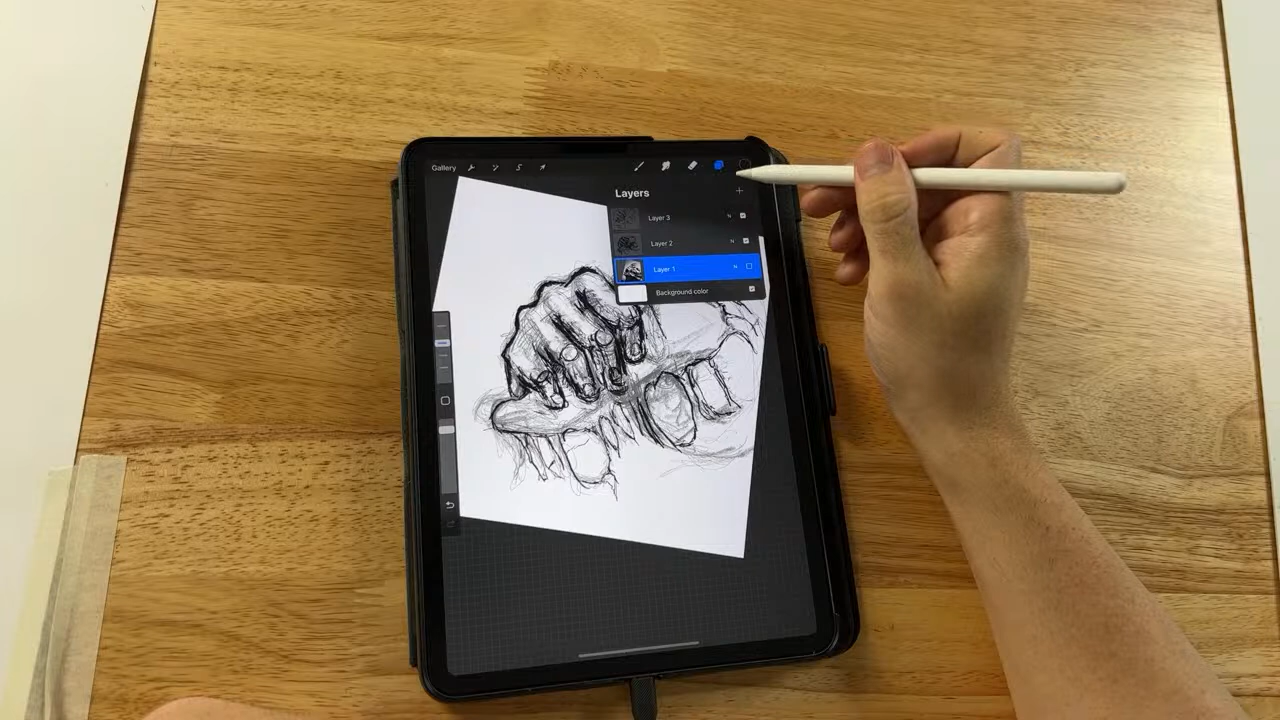 Gallery
Layers
Layer 3 N
Layer 2 N
Layer 1 N
Background color